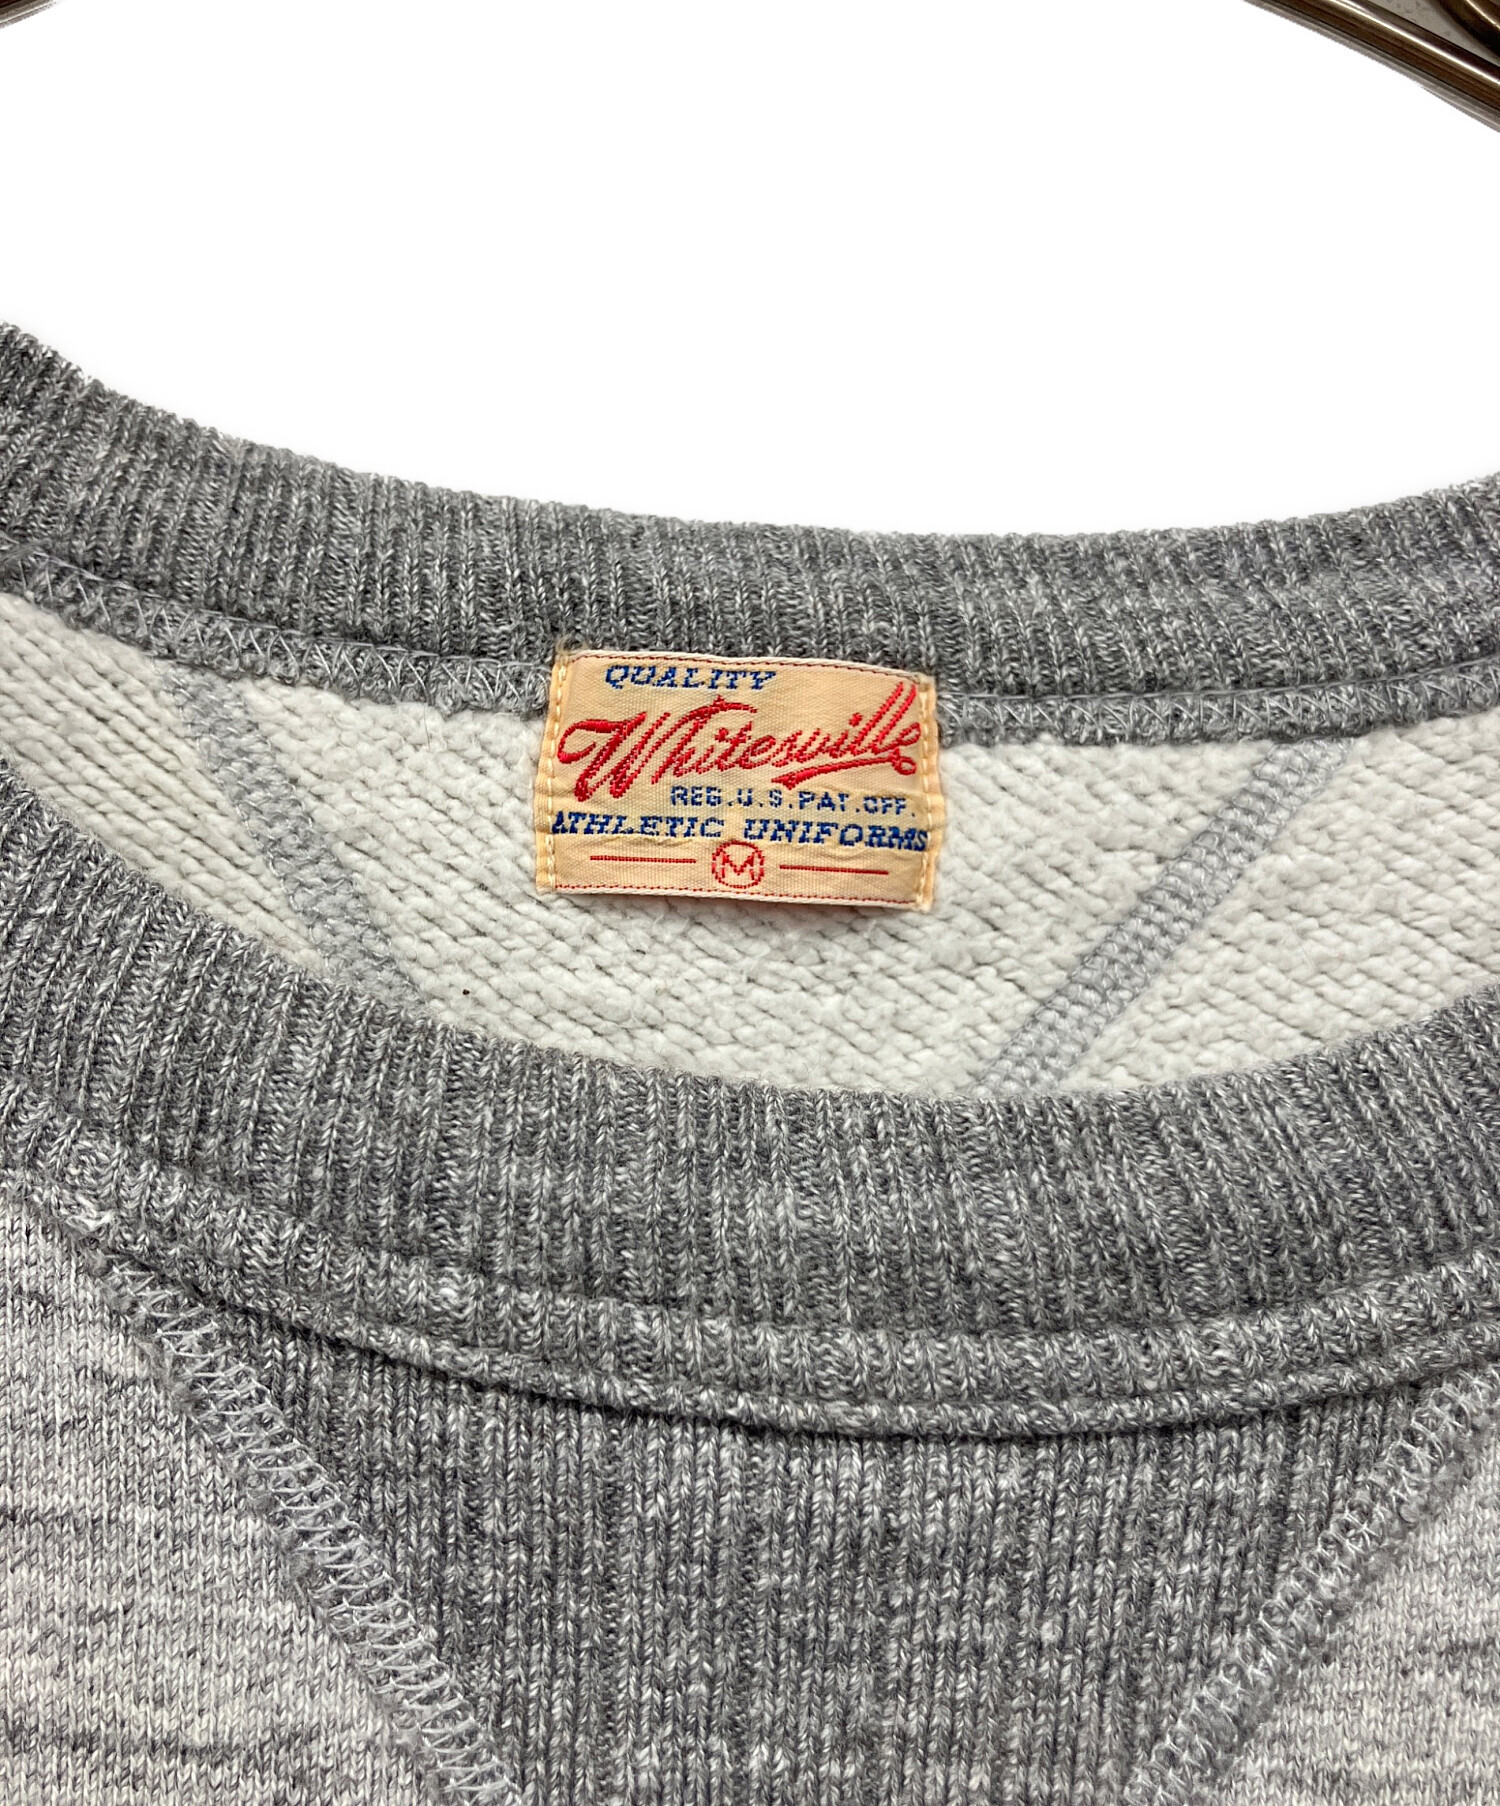 QUALITY
Whitesville
REG.U.S.PAT.OFF.
ATHLETIC UNIFORMS
M